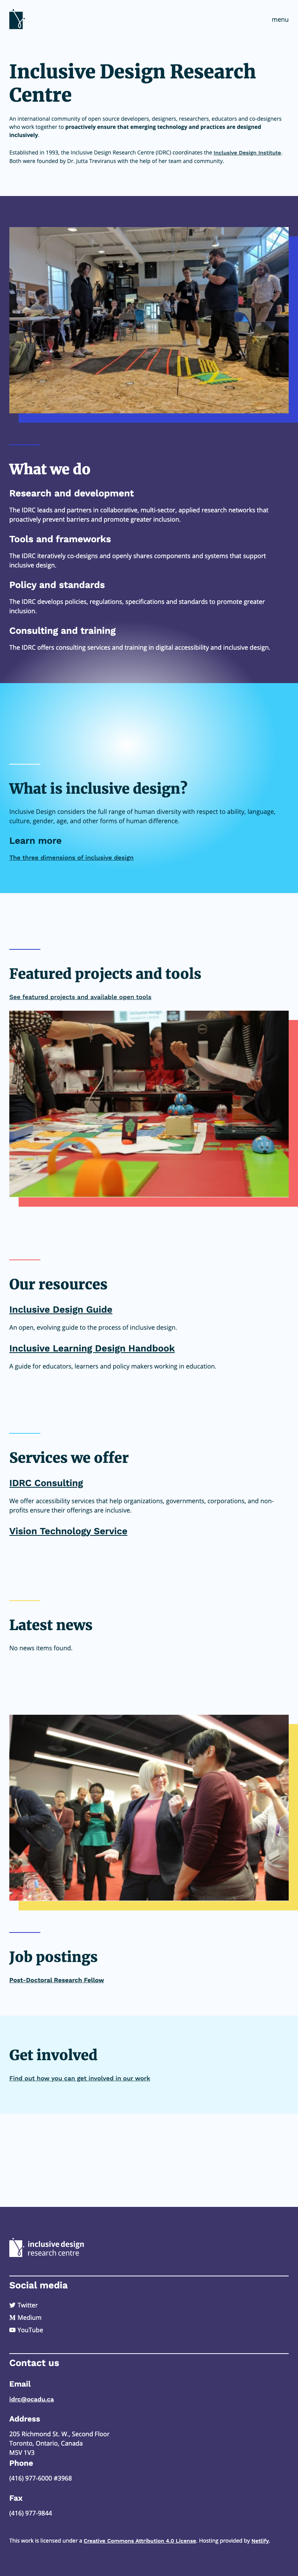 menu
Inclusive Design Research
Centre
An international community of open source developers, designers, researchers, educators and co-designers
who work together to proactively ensure that emerging technology and practices are designed
inclusively.
Established in 1993, the Inclusive Design Research Centre (IDRC) coordinates the Inclusive Design Institute.
Both were founded by Dr. Jutta Treviranus with the help of her team and community.
What we do
Research and development
The IDRC leads and partners in collaborative, multi-sector, applied research networks that
proactively prevent barriers and promote greater inclusion.
Tools and frameworks
The IDRC iteratively co-designs and openly shares components and systems that support
inclusive design.
Policy and standards
The IDRC develops policies, regulations, specifications and standards to promote greater
inclusion.
Consulting and training
The IDRC offers consulting services and training in digital accessibility and inclusive design.
What is inclusive design?
Inclusive Design considers the full range of human diversity with respect to ability, language,
culture, gender, age, and other forms of human difference.
Learn more
The three dimensions of inclusive design
Featured projects and tools
See featured projects and available open tools
Our resources
Inclusive Design Guide
An open, evolving guide to the process of inclusive design.
Inclusive Learning Design Handbook
A guide for educators, learners and policy makers working in education.
Services we offer
IDRC Consulting
We offer accessibility services that help organizations, governments, corporations, and non-
profits ensure their offerings are inclusive.
Vision Technology Service
Latest news
No news items found.
Job postings
Post-Doctoral Research Fellow
Get involved
Find out how you can get involved in our work
inclusive design
research centre
Social media
Twitter
Medium
YouTube
Contact us
Email
idrc@ocadu.ca
Address
205 Richmond St. W., Second Floor
Toronto, Ontario, Canada
M5V 1V3
Phone
(416) 977-6000 #3968
Fax
(416) 977-9844
This work is licensed under a Creative Commons Attribution 4.0 License. Hosting provided by Netlify.